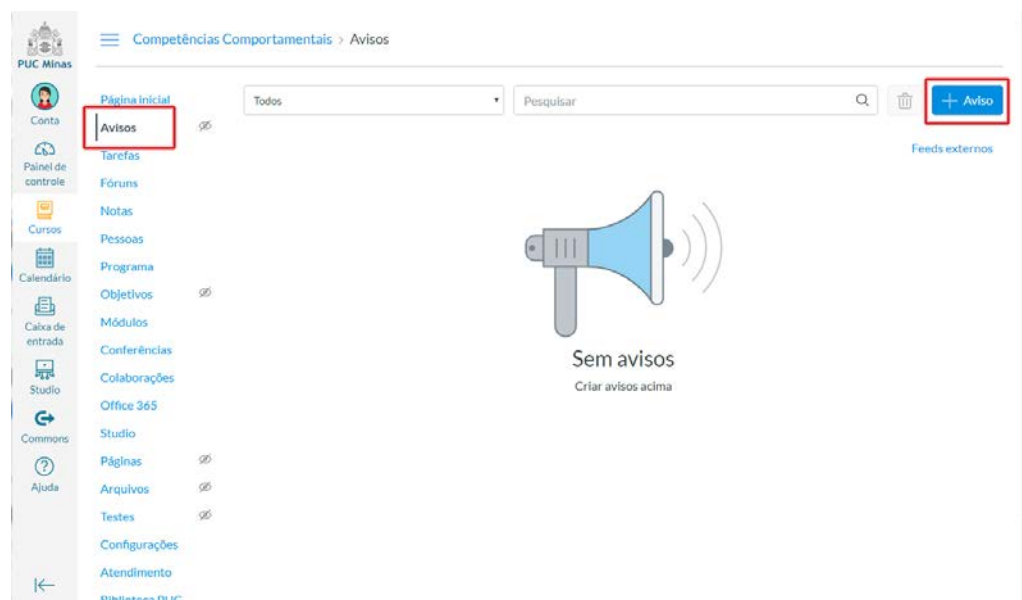 PUC Minas
Conta
Painel de
controle
Cursos
Calendário
Caixa de
entrada
Studio
Commons
Ajuda
Competências Comportamentais > Avisos
Página inicial
Avisos
Tarefas
Fóruns
Notas
Pessoas
Programa
Objetivos
Módulos
Conferências
Colaborações
Office 365
Studio
Páginas
Arquivos
Testes
Configurações
Atendimento
Biblioteca PUC
Todos
Pesquisar
+ Aviso
Feeds externos
Sem avisos
Criar avisos acima